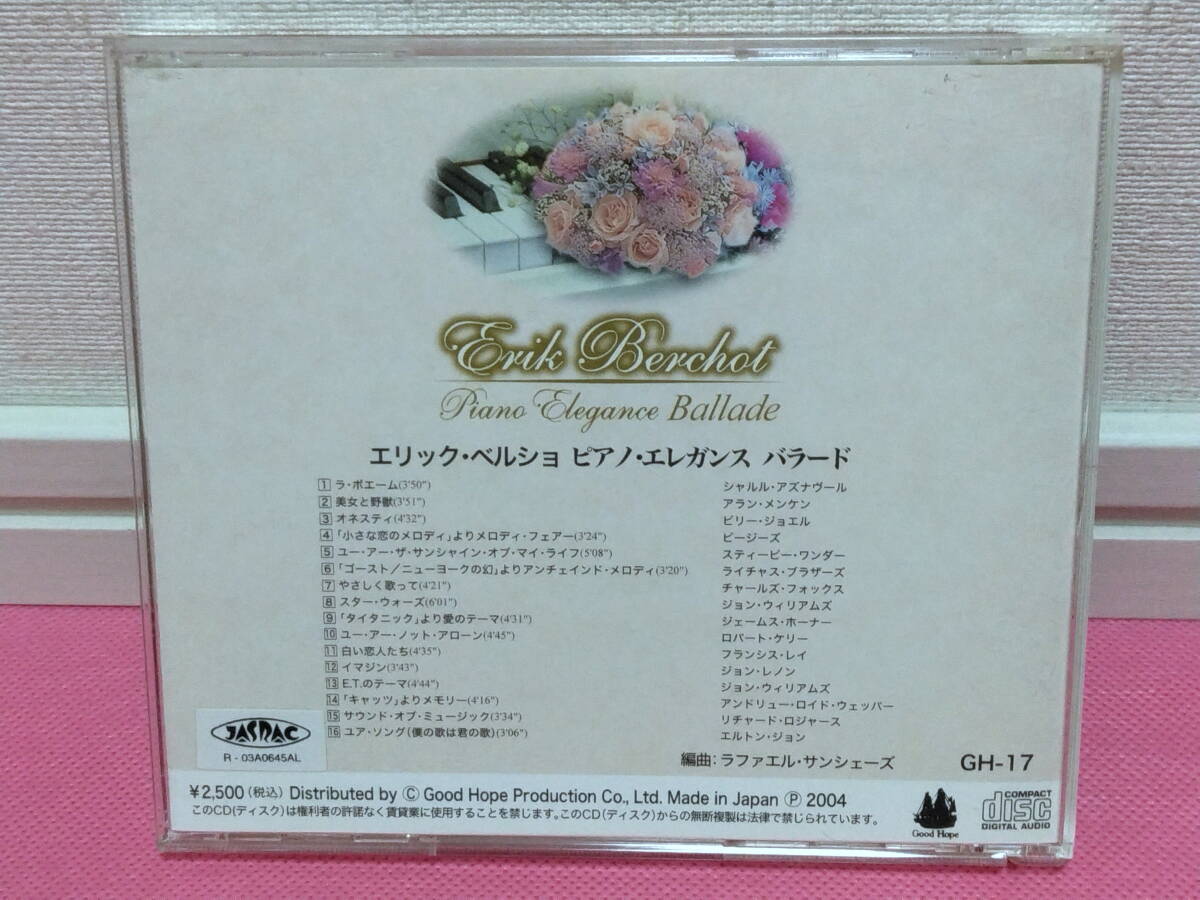 Erik Berchot
Piano Elegance Ballade
エリック・ベルショ ピアノ・エレガンス バラード
1 ラ・ボエーム(3'50") シャルル・アズナヴール
2 美女と野獣(3'51") アラン・メンケン
3 オネスティ(4'32") ビリー・ジョエル
4 「小さな恋のメロディ」よりメロディ・フェアー(3'24") ビージーズ
5 ユー・アー・ザ・サンシャイン・オブ・マイ・ライフ(5'08") スティービー・ワンダー
6 「ゴースト／ニューヨークの幻」よりアンチェインド・メロディ(3'20") ライチャス・ブラザーズ
7 やさしく歌って(4'21") チャールズ・フォックス
8 スター・ウォーズ(6'01") ジョン・ウィリアムズ
9 「タイタニック」より愛のテーマ(4'31") ジェームス・ホーナー
10 ユー・アー・ノット・アローン(4'45") ロバート・ケリー
11 白い恋人たち(4'35") フランシス・レイ
12 イマジン(3'43") ジョン・レノン
13 E.T.のテーマ(4'44") ジョン・ウィリアムズ
14 「キャッツ」よりメモリー(4'16") アンドリュー・ロイド・ウェッバー
15 サウンド・オブ・ミュージック(3'34") リチャード・ロジャース
16 ユア・ソング(僕の歌は君の歌)(3'06") エルトン・ジョン
JASRAC
R - 03A0645AL
編曲: ラファエル・サンシェーズ GH-17
￥2,500(税込) Distributed by Ⓒ Good Hope Production Co., Ltd. Made in Japan Ⓟ 2004
このCD(ディスク)は権利者の許諾なく賃貸業に使用することを禁じます。このCD(ディスク)からの無断複製は法律で禁じられています。
Good Hope
COMPACT
disc
DIGITAL AUDIO